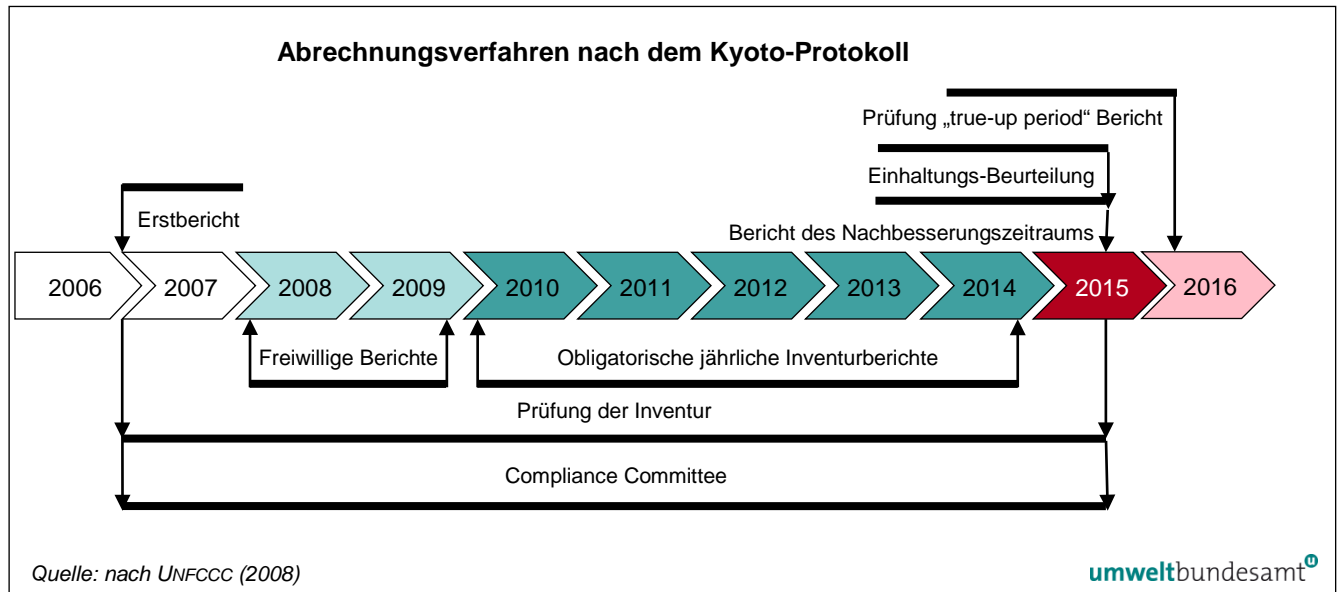 Abrechnungsverfahren nach dem Kyoto-Protokoll
Prüfung „true-up period“ Bericht
Einhaltungs-Beurteilung
Erstbericht
Bericht des Nachbesserungszeitraums
2006 2007 2008 2009 2010 2011 2012 2013 2014 2015 2016
Freiwillige Berichte
Obligatorische jährliche Inventurberichte
Prüfung der Inventur
Compliance Committee
Quelle: nach UNFCCC (2008)
umweltbundesamt u